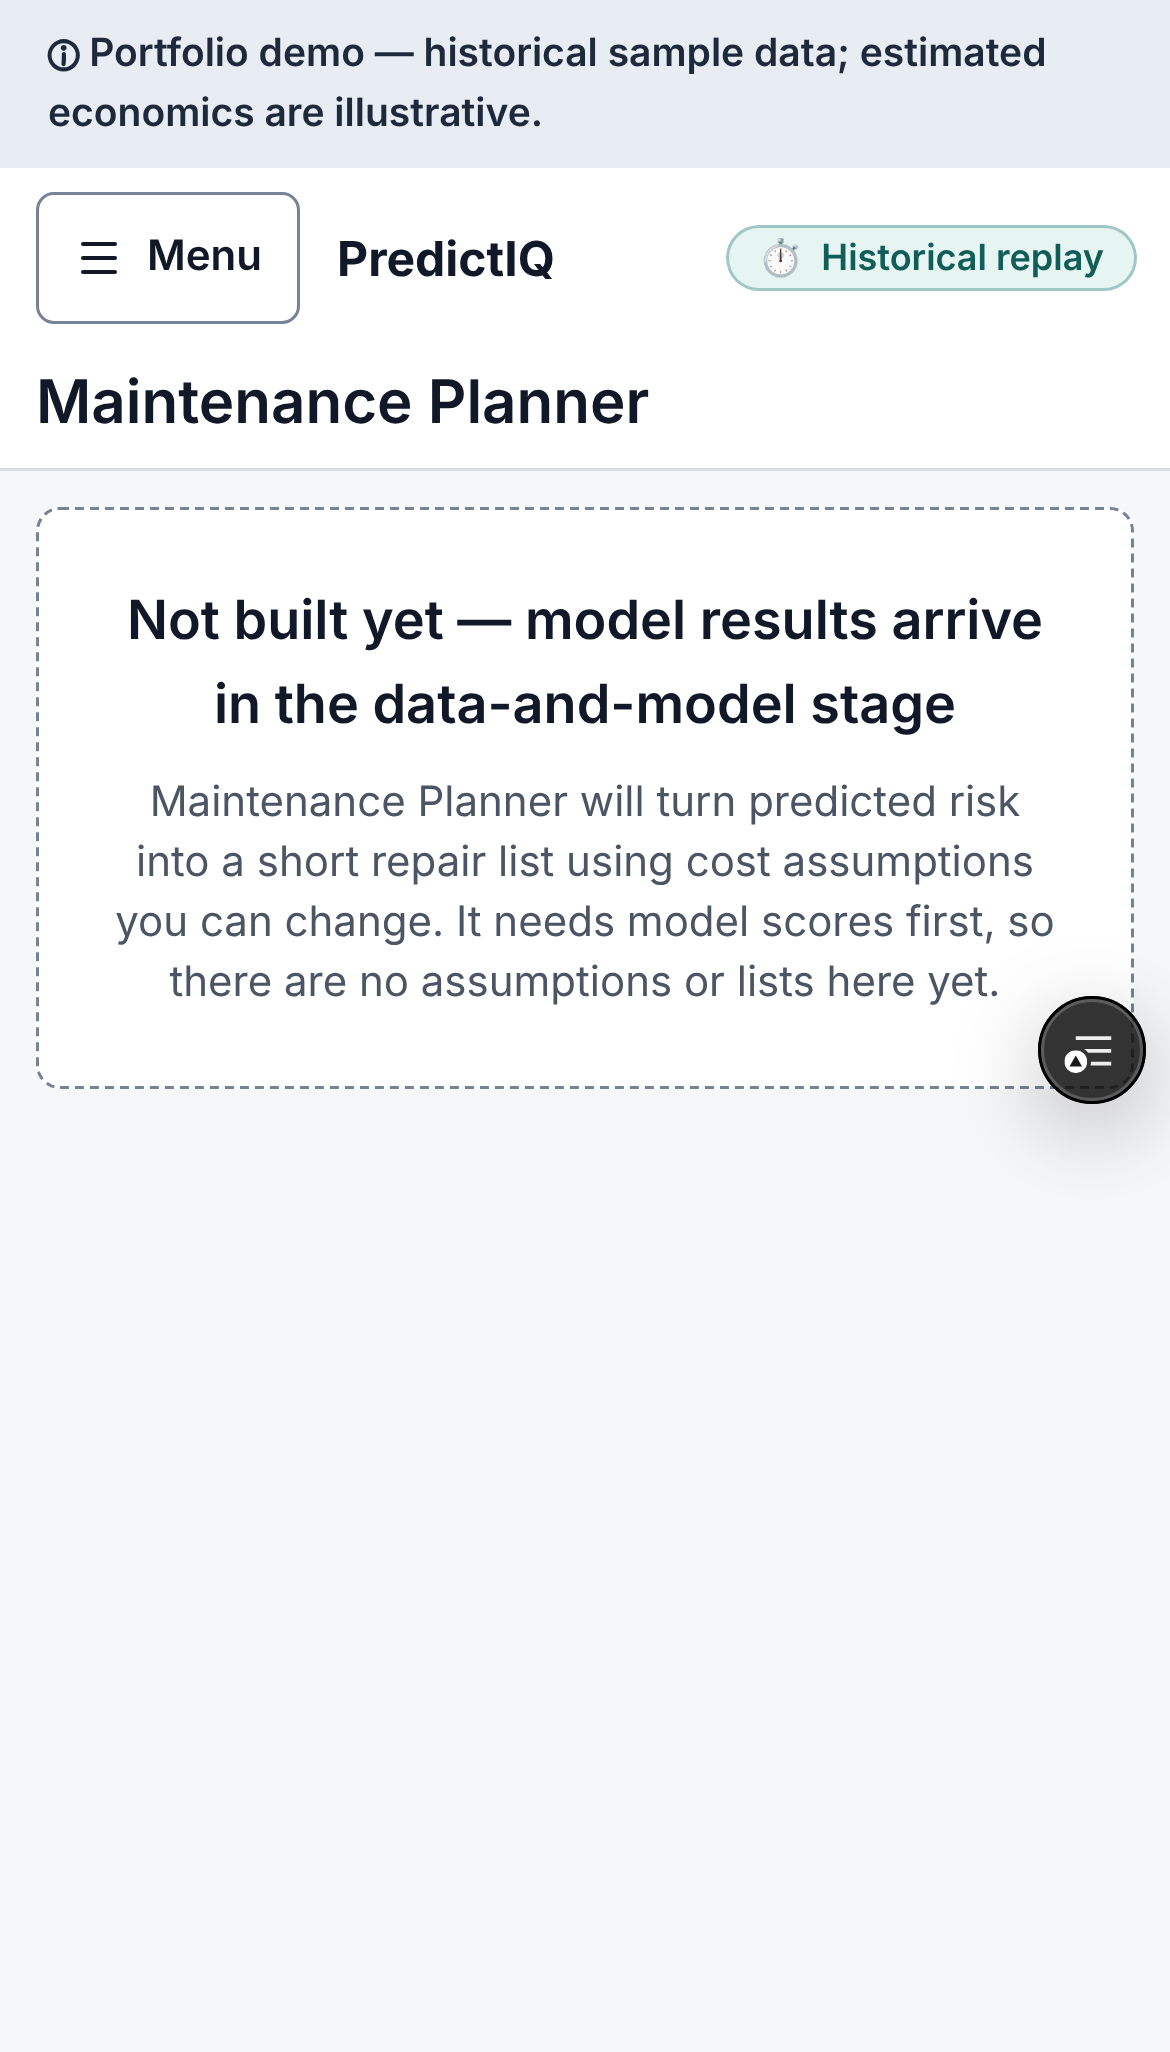 Portfolio demo — historical sample data; estimated
economics are illustrative.
Menu
PredictIQ
Historical replay
Maintenance Planner
Not built yet — model results arrive
in the data-and-model stage
Maintenance Planner will turn predicted risk
into a short repair list using cost assumptions
you can change. It needs model scores first, so
there are no assumptions or lists here yet.